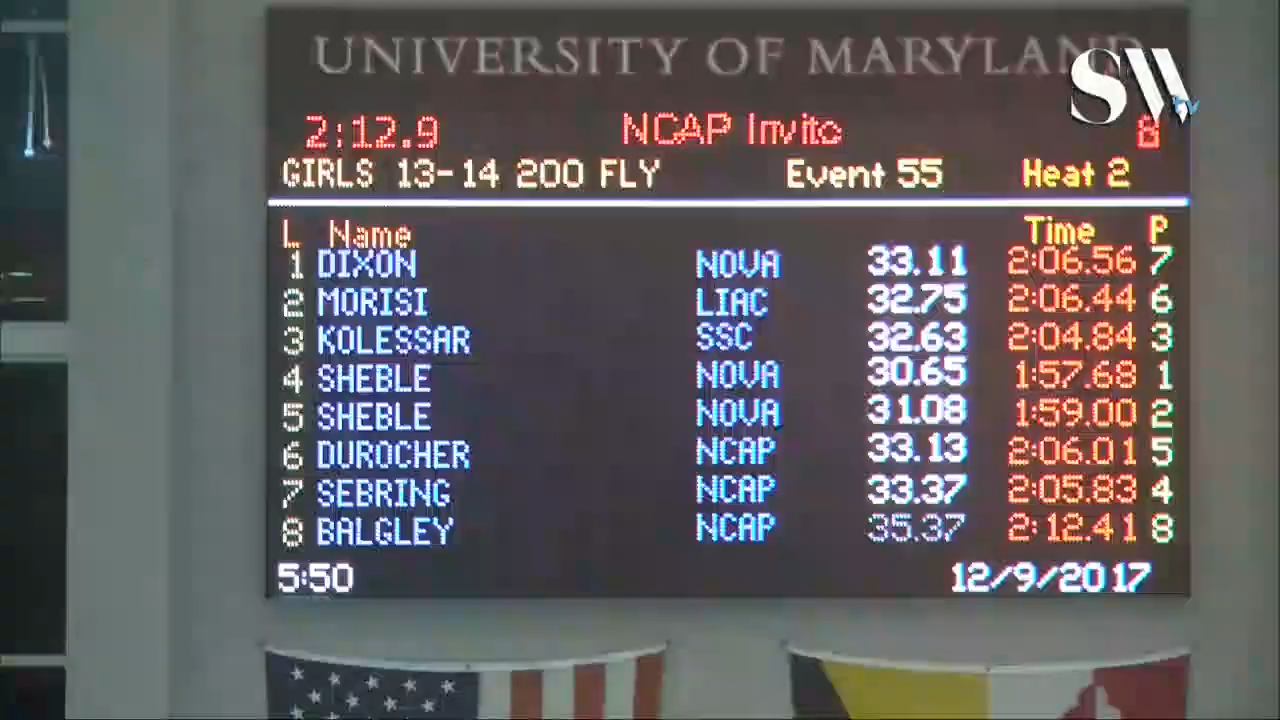 UNIVERSITY OF MARYLAND
SW tv
2:12.9 NCAP Invite 8
GIRLS 13-14 200 FLY Event 55 Heat 2
L Name Time P
1 DIXON NOVA 33.11 2:06.56 7
2 MORISI LIAC 32.75 2:06.44 6
3 KOLESSAR SSC 32.63 2:04.84 3
4 SHEBLE NOVA 30.65 1:57.68 1
5 SHEBLE NOVA 31.08 1:59.00 2
6 DUROCHER NCAP 33.13 2:06.01 5
7 SEBRING NCAP 33.37 2:05.83 4
8 BALGLEY NCAP 35.37 2:12.41 8
5:50 12/9/2017